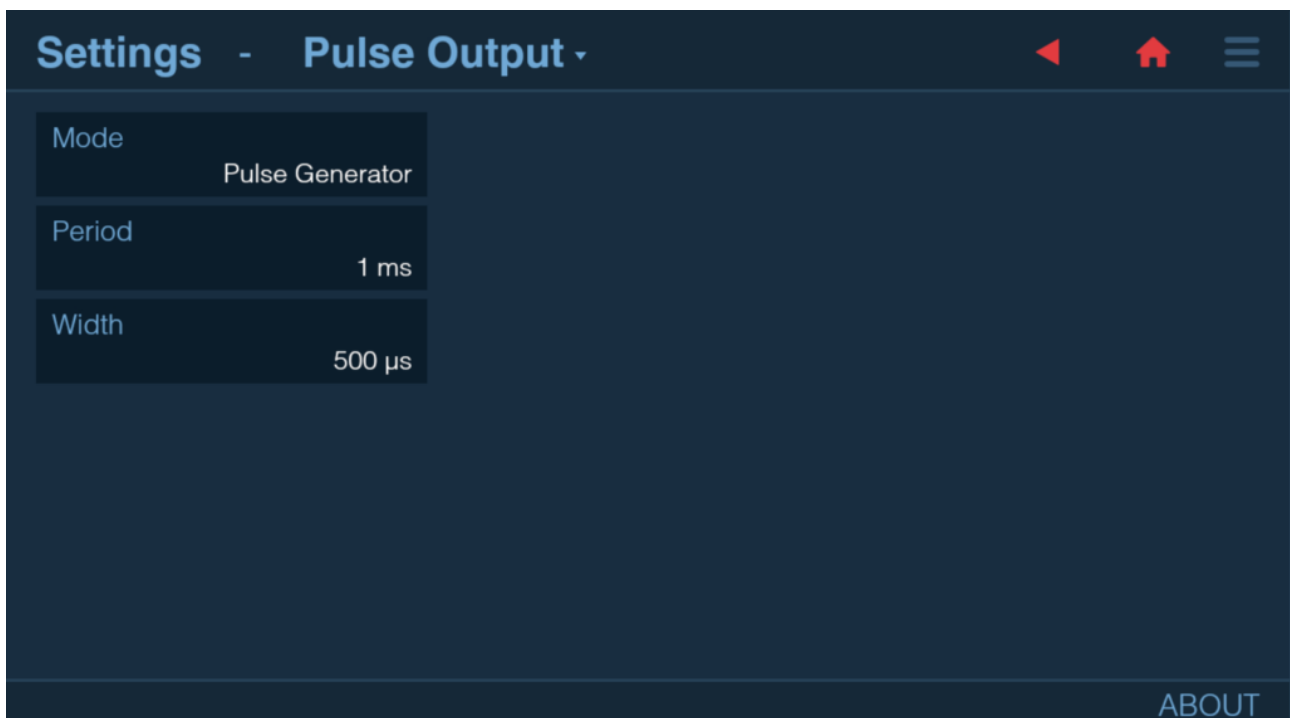 Settings - Pulse Output
Mode
Pulse Generator
Period
1 ms
Width
500 µs
ABOUT